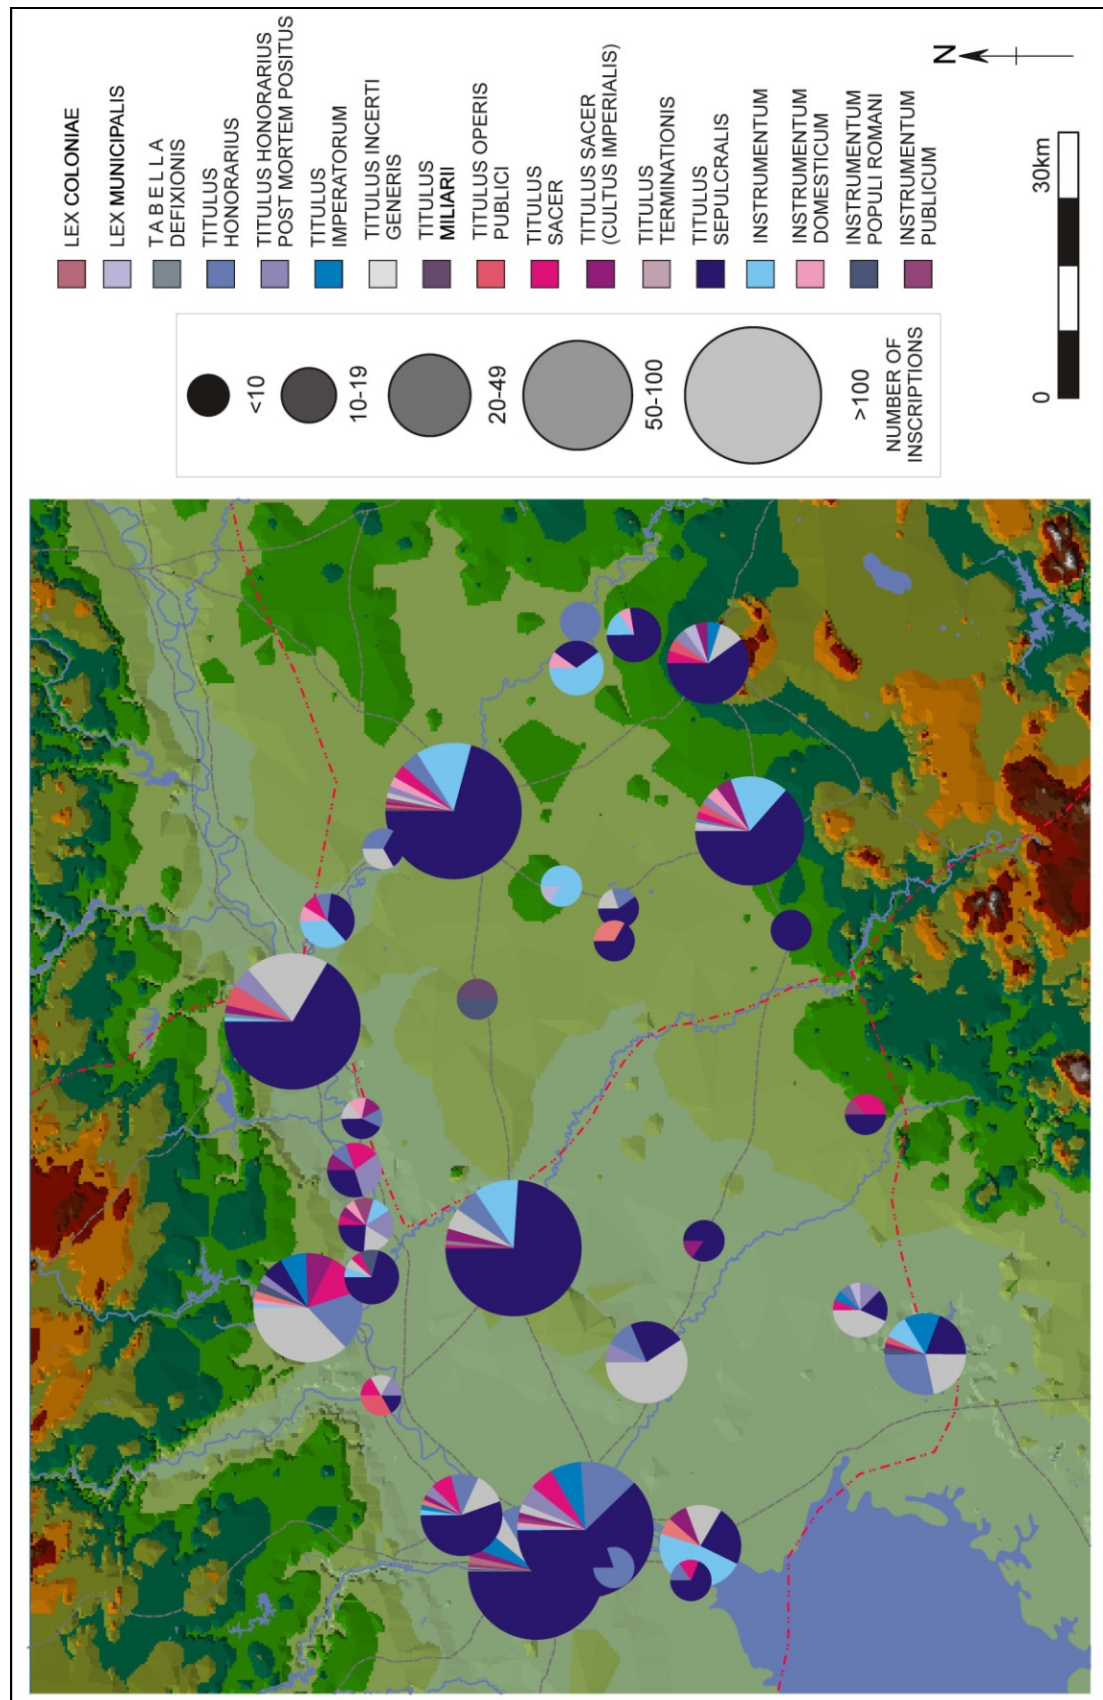 LEX COLONIAE
LEX MUNICIPALIS
T A B E L L A
DEFIXIONIS
TITULUS
HONORARIUS
TITULUS HONORARIUS
POST MORTEM POSITUS
TITULUS
IMPERATORUM
TITULUS INCERTI
GENERIS
TITULUS
MILIARII
TITULUS OPERIS
PUBLICI
TITULUS
SACER
TITULUS SACER
(CULTUS IMPERIALIS)
TITULUS
TERMINATIONIS
TITULUS
SEPULCRALIS
INSTRUMENTUM
INSTRUMENTUM
DOMESTICUM
INSTRUMENTUM
POPULI ROMANI
INSTRUMENTUM
PUBLICUM
<10
10-19
20-49
50-100
>100
NUMBER OF
INSCRIPTIONS
N
0
30km